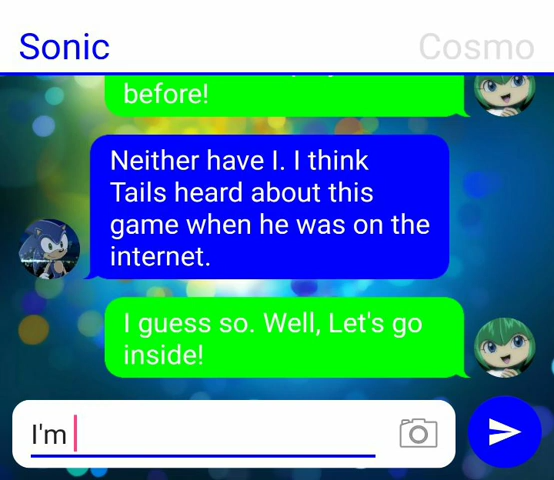 Sonic
Cosmo
before!
Neither have I. I think
Tails heard about this
game when he was on the
internet.
I guess so. Well, Let's go
inside!
I'm